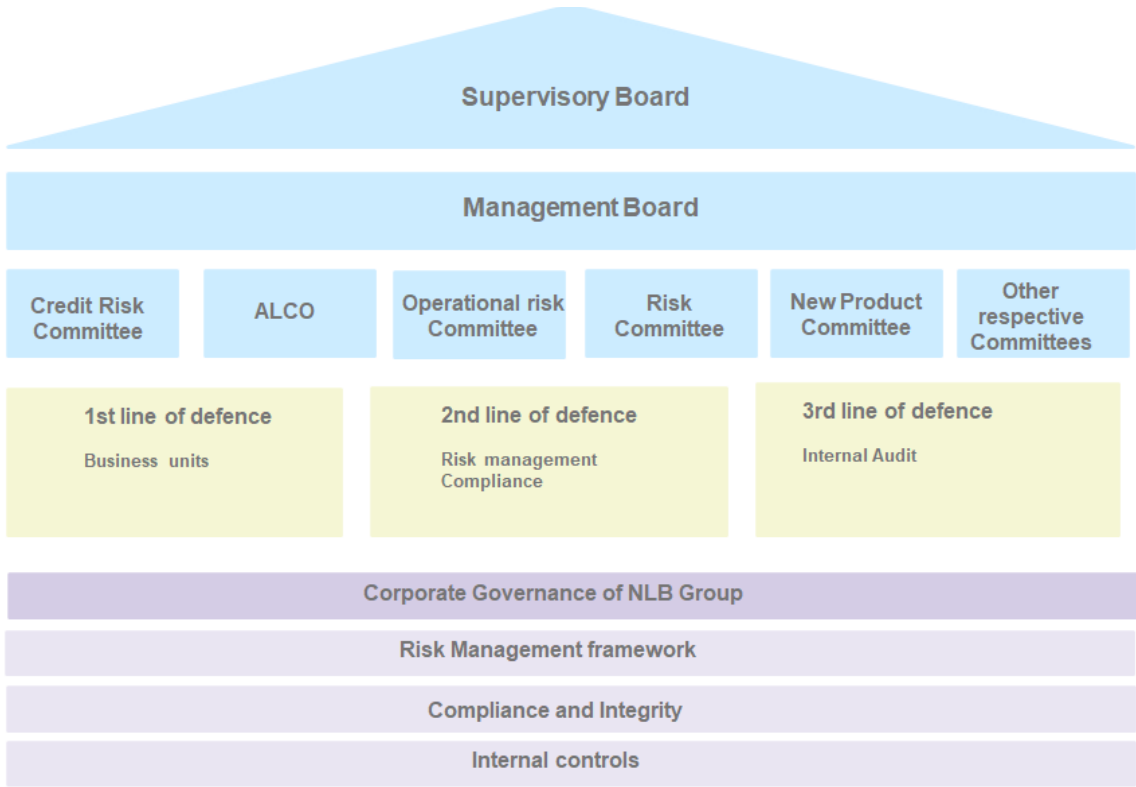 Supervisory Board
Management Board
Credit Risk
Committee
ALCO
Operational risk
Committee
Risk
Committee
New Product
Committee
Other
respective
Committees
1st line of defence
Business units
2nd line of defence
Risk management
Compliance
3rd line of defence
Internal Audit
Corporate Governance of NLB Group
Risk Management framework
Compliance and Integrity
Internal controls